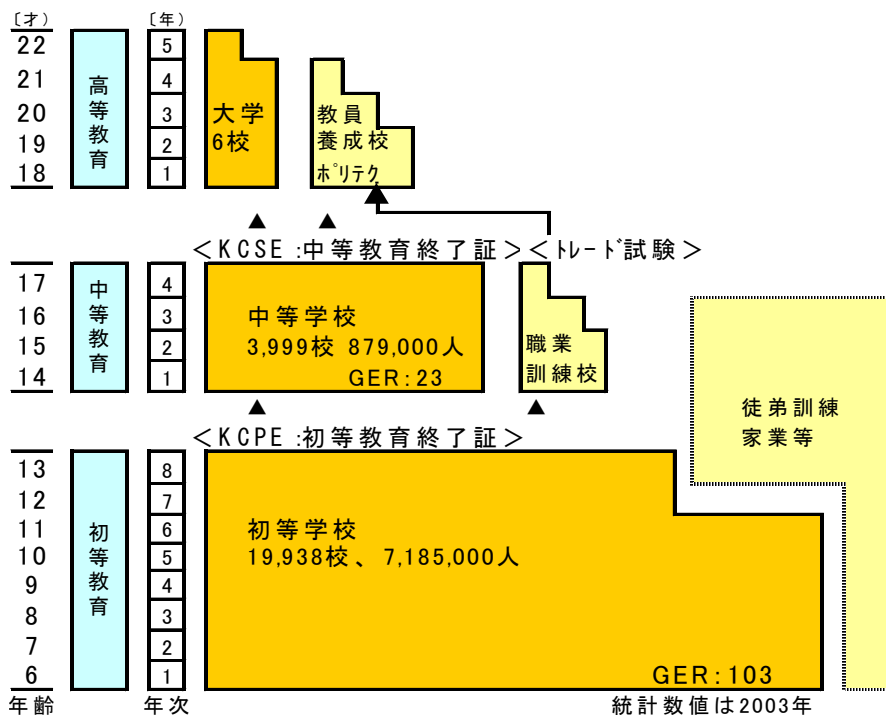 〔才〕 〔年〕
22 5
21 4
20 3
19 2
18 1
高等教育
大学
6校
教員
養成校
ポリテク
▲ ▲
＜KCSE:中等教育終了証＞＜トレード試験＞
17 4
16 3
15 2
14 1
中等教育
中等学校
3,999校 879,000人
GER:23
職業
訓練校
徒弟訓練
家業等
▲ ▲
＜KCPE:初等教育終了証＞
13 8
12 7
11 6
10 5
9 4
8 3
7 2
6 1
初等教育
初等学校
19,938校、7,185,000人
GER:103
年齢 年次 統計数値は2003年